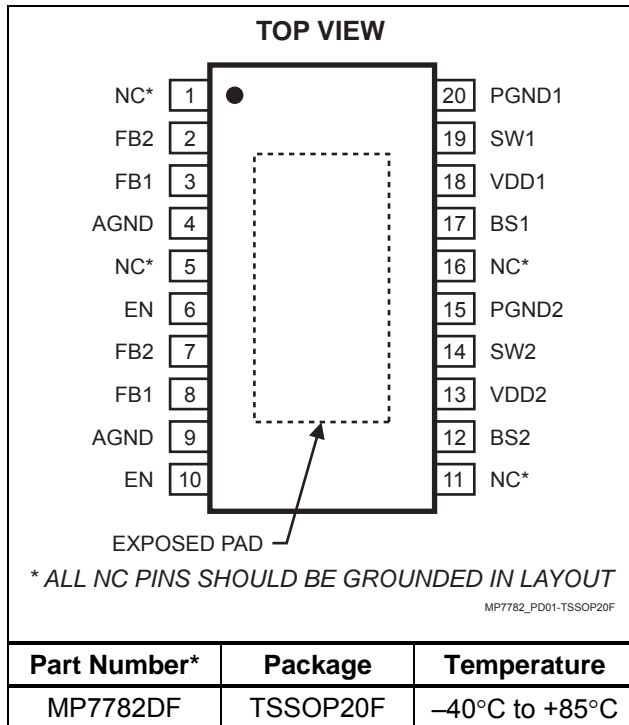 TOP VIEW
NC* 1 20 PGND1
FB2 2 19 SW1
FB1 3 18 VDD1
AGND 4 17 BS1
NC* 5 16 NC*
EN 6 15 PGND2
FB2 7 14 SW2
FB1 8 13 VDD2
AGND 9 12 BS2
EN 10 11 NC*
EXPOSED PAD
* ALL NC PINS SHOULD BE GROUNDED IN LAYOUT
MP7782_PD01-TSSOP20F
Part Number* Package Temperature
MP7782DF TSSOP20F –40°C to +85°C